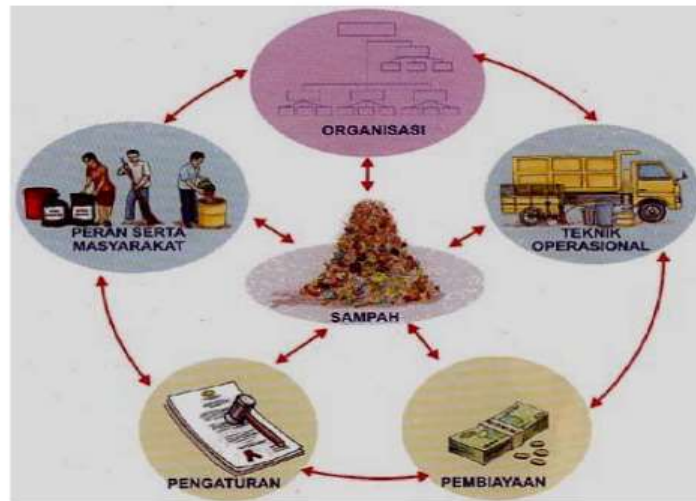 ORGANISASI
PERAN SERTA
MASYARAKAT
TEKNIK
OPERASIONAL
SAMPAH
PENGATURAN
PEMBIAYAAN